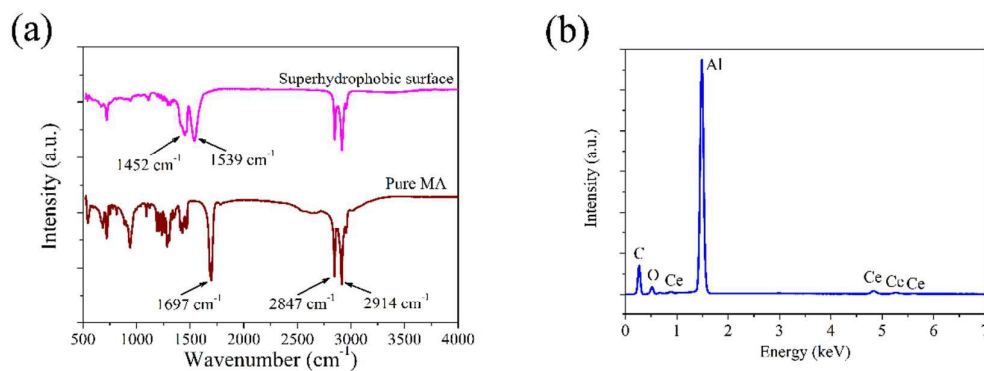 (a)
Intensity (a.u.)
Superhydrophobic surface
1452 cm⁻¹
1539 cm⁻¹
Pure MA
1697 cm⁻¹
2847 cm⁻¹
2914 cm⁻¹
500 1000 1500 2000 2500 3000 3500 4000
Wavenumber (cm⁻¹)
(b)
Intensity (a.u.)
Al
C
O
Ce
Ce
Ce
Ce
0 1 2 3 4 5 6 7
Energy (keV)